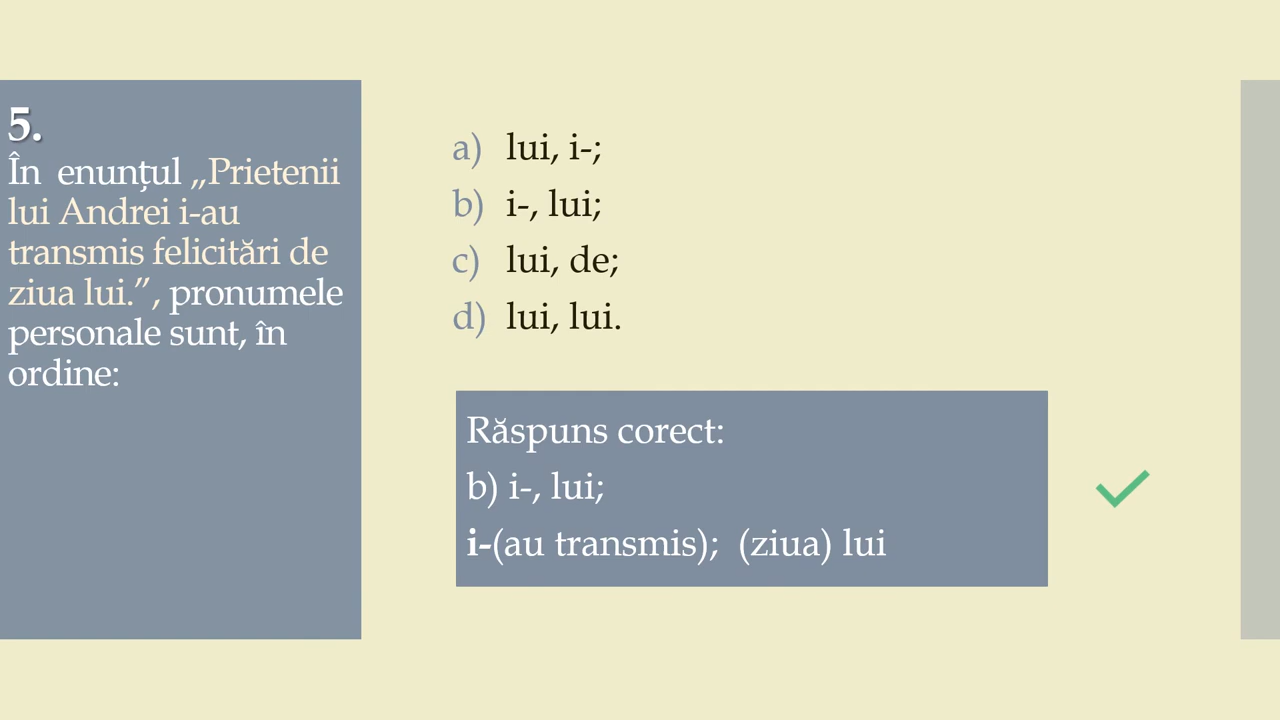 5.
În enunțul „Prietenii
lui Andrei i-au
transmis felicitări de
ziua lui.”, pronumele
personale sunt, în
ordine:
a) lui, i-;
b) i-, lui;
c) lui, de;
d) lui, lui.
Răspuns corect:
b) i-, lui;
i-(au transmis); (ziua) lui